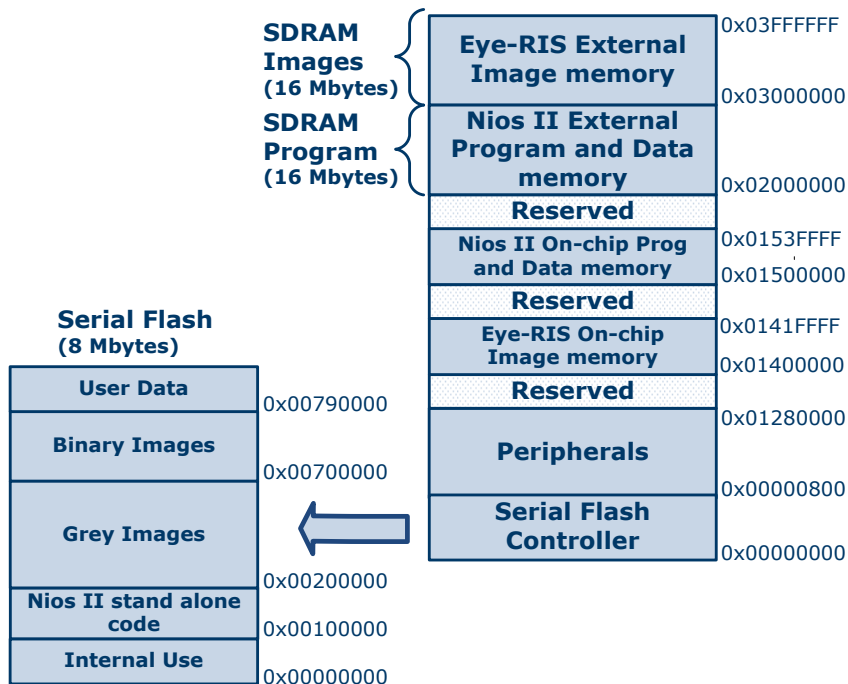 SDRAM
Images
(16 Mbytes)
SDRAM
Program
(16 Mbytes)
Eye-RIS External
Image memory
0x03FFFFFF
0x03000000
Nios II External
Program and Data
memory
0x02000000
Reserved
Nios II On-chip Prog
and Data memory
0x0153FFFF
0x01500000
Reserved
Eye-RIS On-chip
Image memory
0x0141FFFF
0x01400000
Reserved
0x01280000
Peripherals
0x00000800
Serial Flash
Controller
0x00000000
Serial Flash
(8 Mbytes)
User Data
0x00790000
Binary Images
0x00700000
Grey Images
0x00200000
Nios II stand alone
code
0x00100000
Internal Use
0x00000000